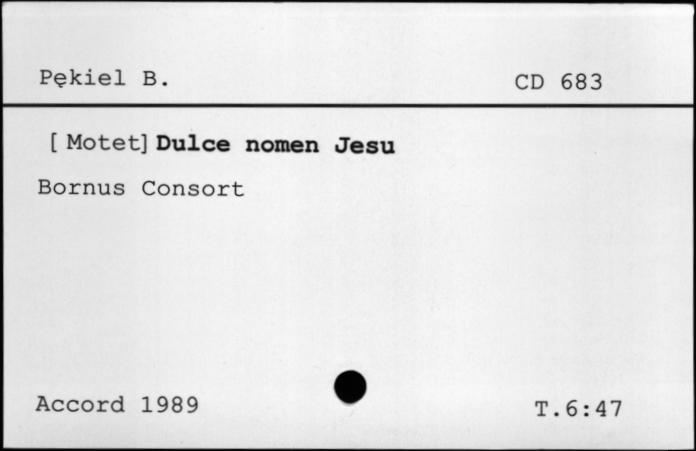 Pękiel B. CD 683
[Motet] Dulce nomen Jesu
Bornus Consort
Accord 1989 T.6:47